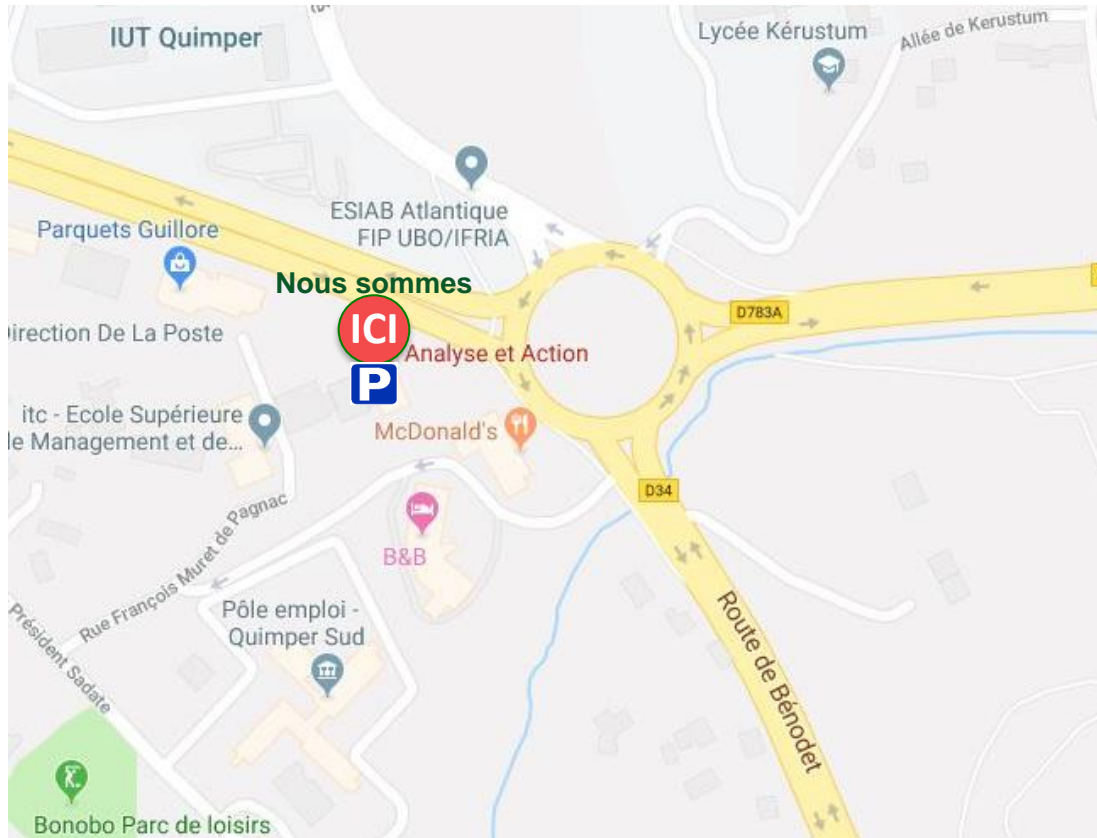 IUT Quimper
Lycée Kérustum
Allée de Kerustum
ESIAB Atlantique
FIP UBO/IFRIA
Parquets Guillore
Nous sommes
ICI
D783A
Direction De La Poste
Analyse et Action
P
itc - Ecole Supérieure
de Management et de...
McDonald's
D34
Rue François Muret de Pagnac
B&B
Pôle emploi -
Quimper Sud
Président Sadate
Route de Bénodet
Bonobo Parc de loisirs